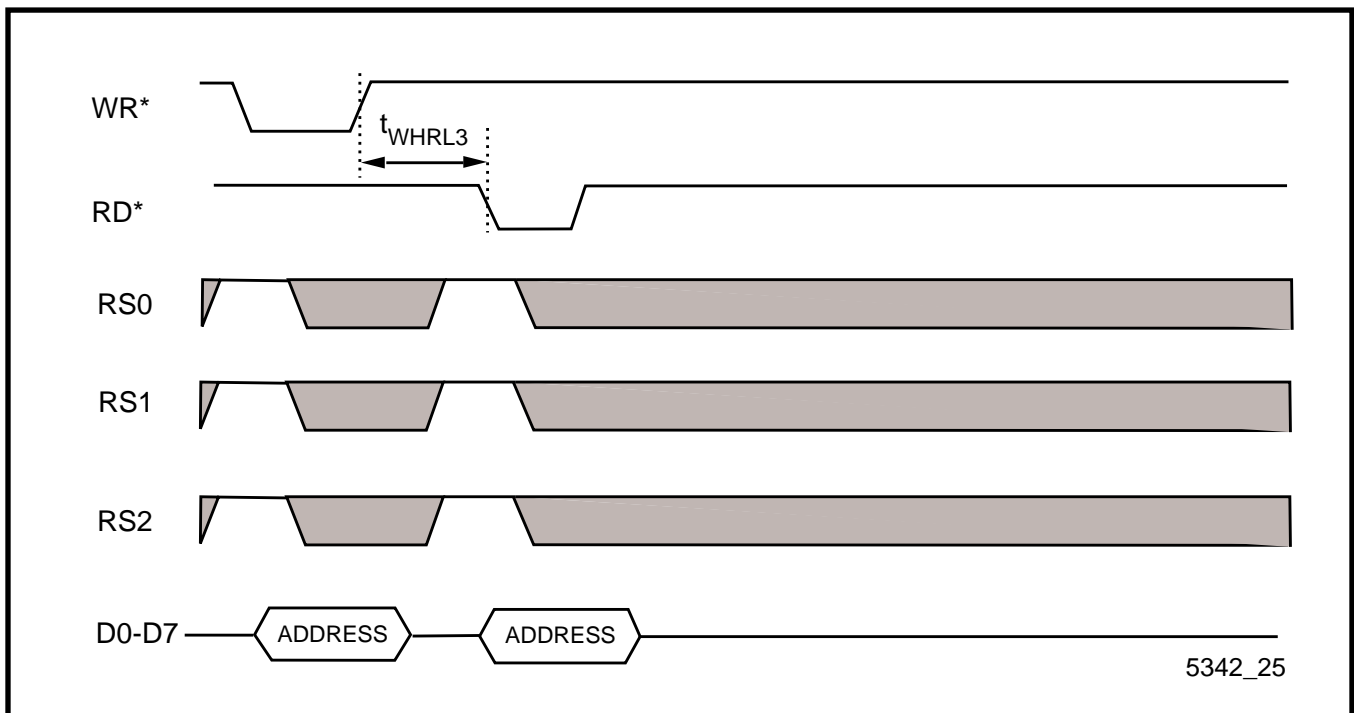 WR*
tWHRL3
RD*
RS0
RS1
RS2
D0-D7
ADDRESS
ADDRESS
5342_25